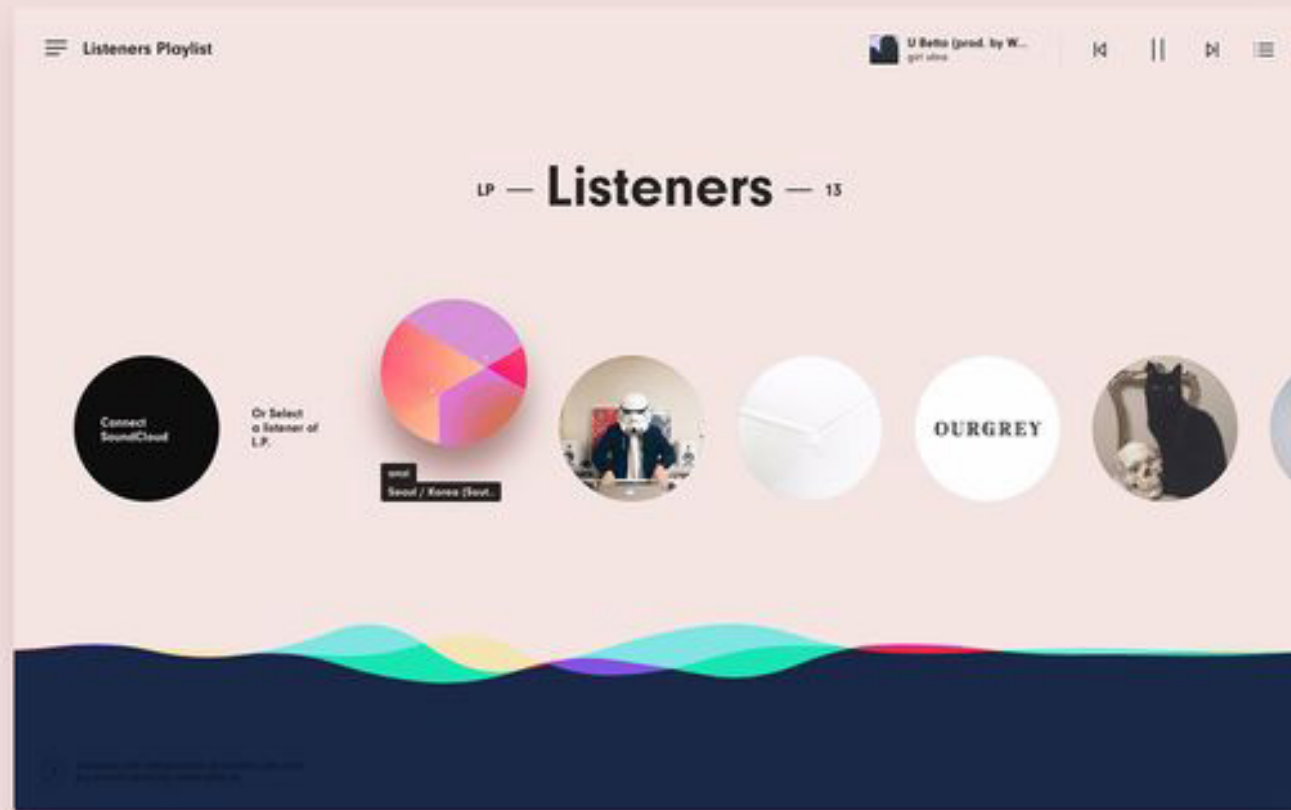 Listeners Playlist
U Betta (prod. by W...
LP — Listeners — 13
Connect
SoundCloud
Or Select
a listener of
L.P.
Seoul / Korea (Sout..
OURGREY